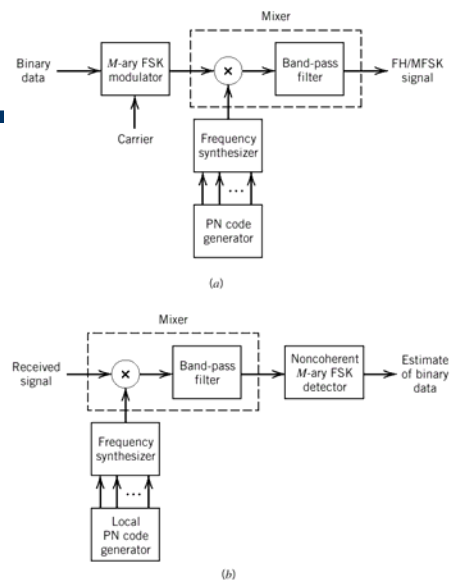 Mixer
Binary
data
M-ary FSK
modulator
×
Band-pass
filter
FH/MFSK
signal
Carrier
Frequency
synthesizer
...
PN code
generator
(a)
Mixer
Received
signal
×
Band-pass
filter
Noncoherent
M-ary FSK
detector
Estimate
of binary
data
Frequency
synthesizer
...
Local
PN code
generator
(b)